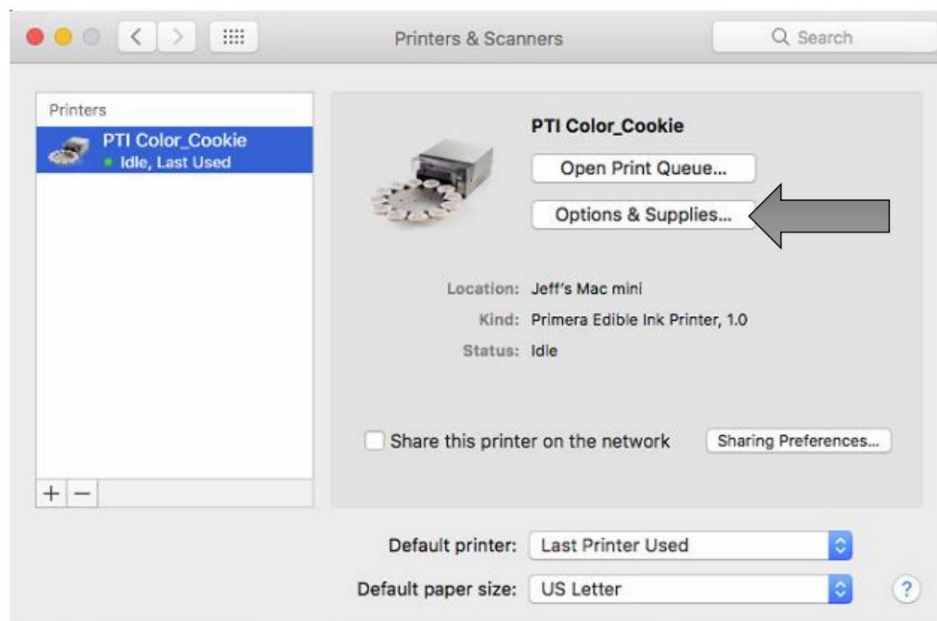 Printers & Scanners
Search
Printers
PTI Color_Cookie
Idle, Last Used
PTI Color_Cookie
Open Print Queue...
Options & Supplies...
Location: Jeff's Mac mini
Kind: Primera Edible Ink Printer, 1.0
Status: Idle
Share this printer on the network
Sharing Preferences...
+ −
Default printer: Last Printer Used
Default paper size: US Letter
?